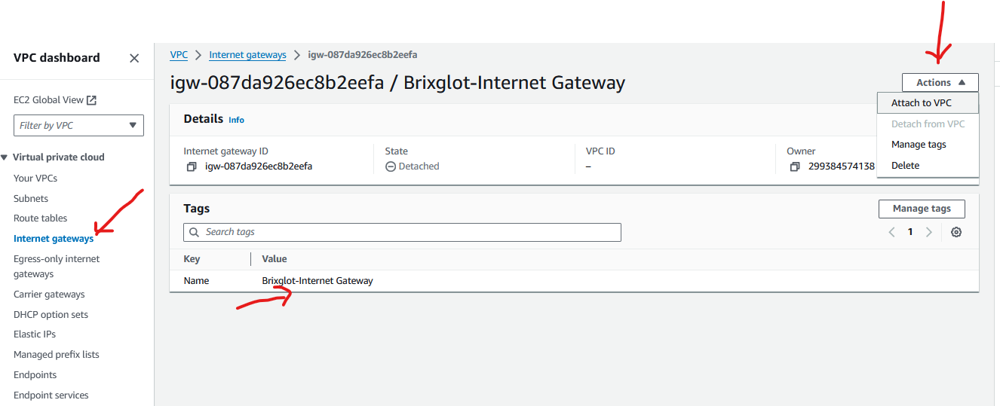 VPC dashboard
EC2 Global View
Filter by VPC
Virtual private cloud
Your VPCs
Subnets
Route tables
Internet gateways
Egress-only internet
gateways
Carrier gateways
DHCP option sets
Elastic IPs
Managed prefix lists
Endpoints
Endpoint services
VPC > Internet gateways > igw-087da926ec8b2eefa
igw-087da926ec8b2eefa / Brixglot-Internet Gateway
Actions
Attach to VPC
Detach from VPC
Manage tags
Delete
Details Info
Internet gateway ID
igw-087da926ec8b2eefa
State
Detached
VPC ID
–
Owner
299384574138
Tags
Manage tags
Search tags
1
Key Value
Name Brixglot-Internet Gateway